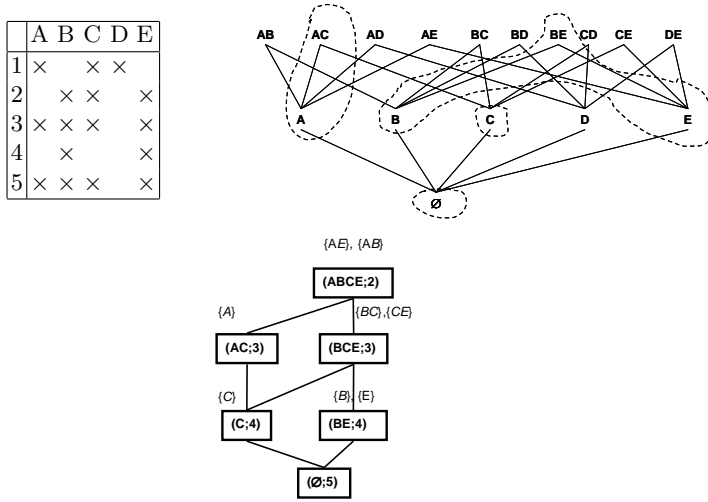 A B C D E
1 × × ×
2 × × ×
3 × × × ×
4 × ×
5 × × × ×
AB AC AD AE BC BD BE CD CE DE
A B C D E
Ø
{AE}, {AB}
(ABCE;2)
{A} {BC},{CE}
(AC;3) (BCE;3)
{C} {B}, {E}
(C;4) (BE;4)
(Ø;5)